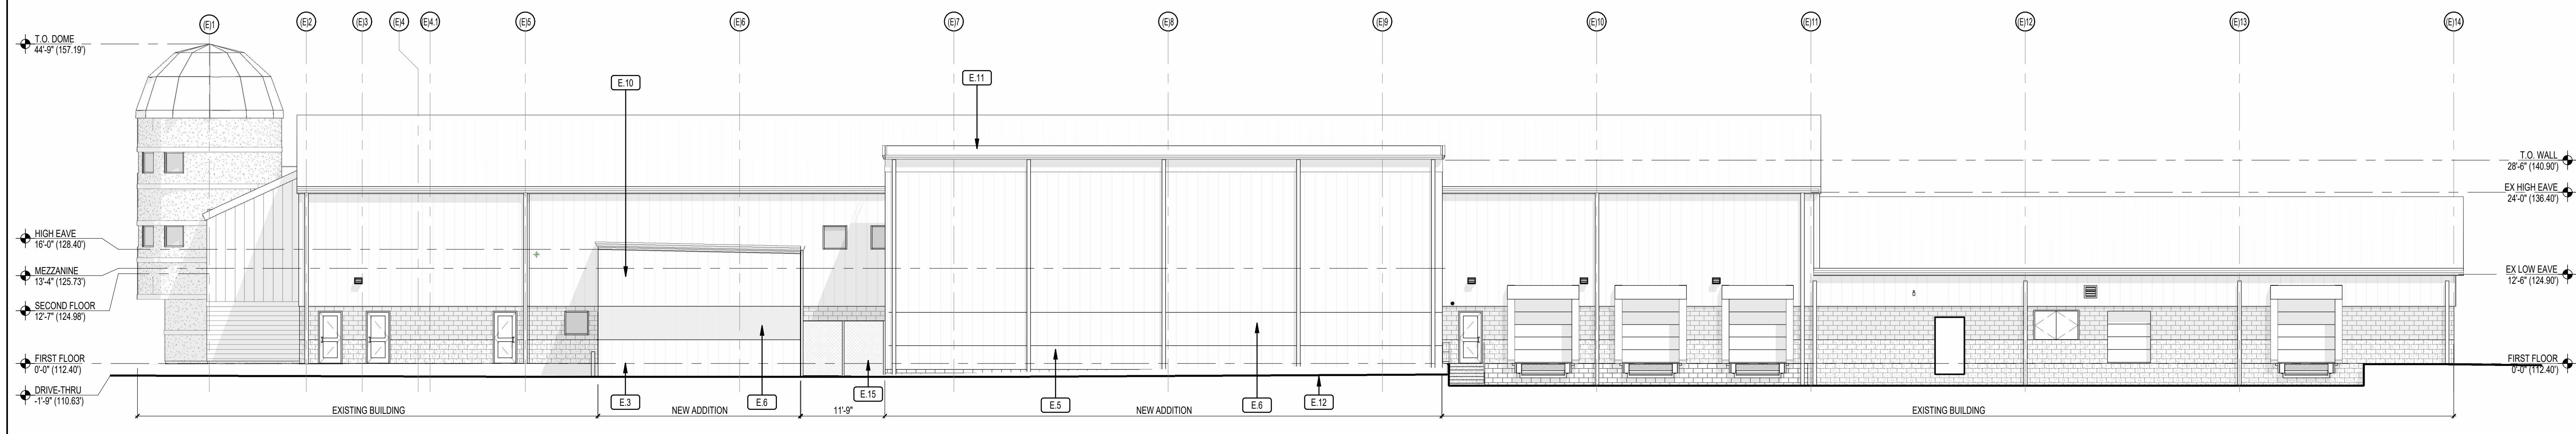 (E)1
(E)2
(E)3
(E)4
(E)4.1
(E)5
(E)6
(E)7
(E)8
(E)9
(E)10
(E)11
(E)12
(E)13
(E)14
T.O. DOME
44'-9" (157.19')
E.10
E.11
T.O. WALL
28'-6" (140.90')
EX HIGH EAVE
24'-0" (136.40')
HIGH EAVE
16'-0" (128.40')
MEZZANINE
13'-4" (125.73')
EX LOW EAVE
12'-6" (124.90')
SECOND FLOOR
12'-7" (124.98')
FIRST FLOOR
0'-0" (112.40')
FIRST FLOOR
0'-0" (112.40')
DRIVE-THRU
-1'-9" (110.63')
E.3
E.6
E.15
E.5
E.6
E.12
EXISTING BUILDING
NEW ADDITION
11'-9"
NEW ADDITION
EXISTING BUILDING